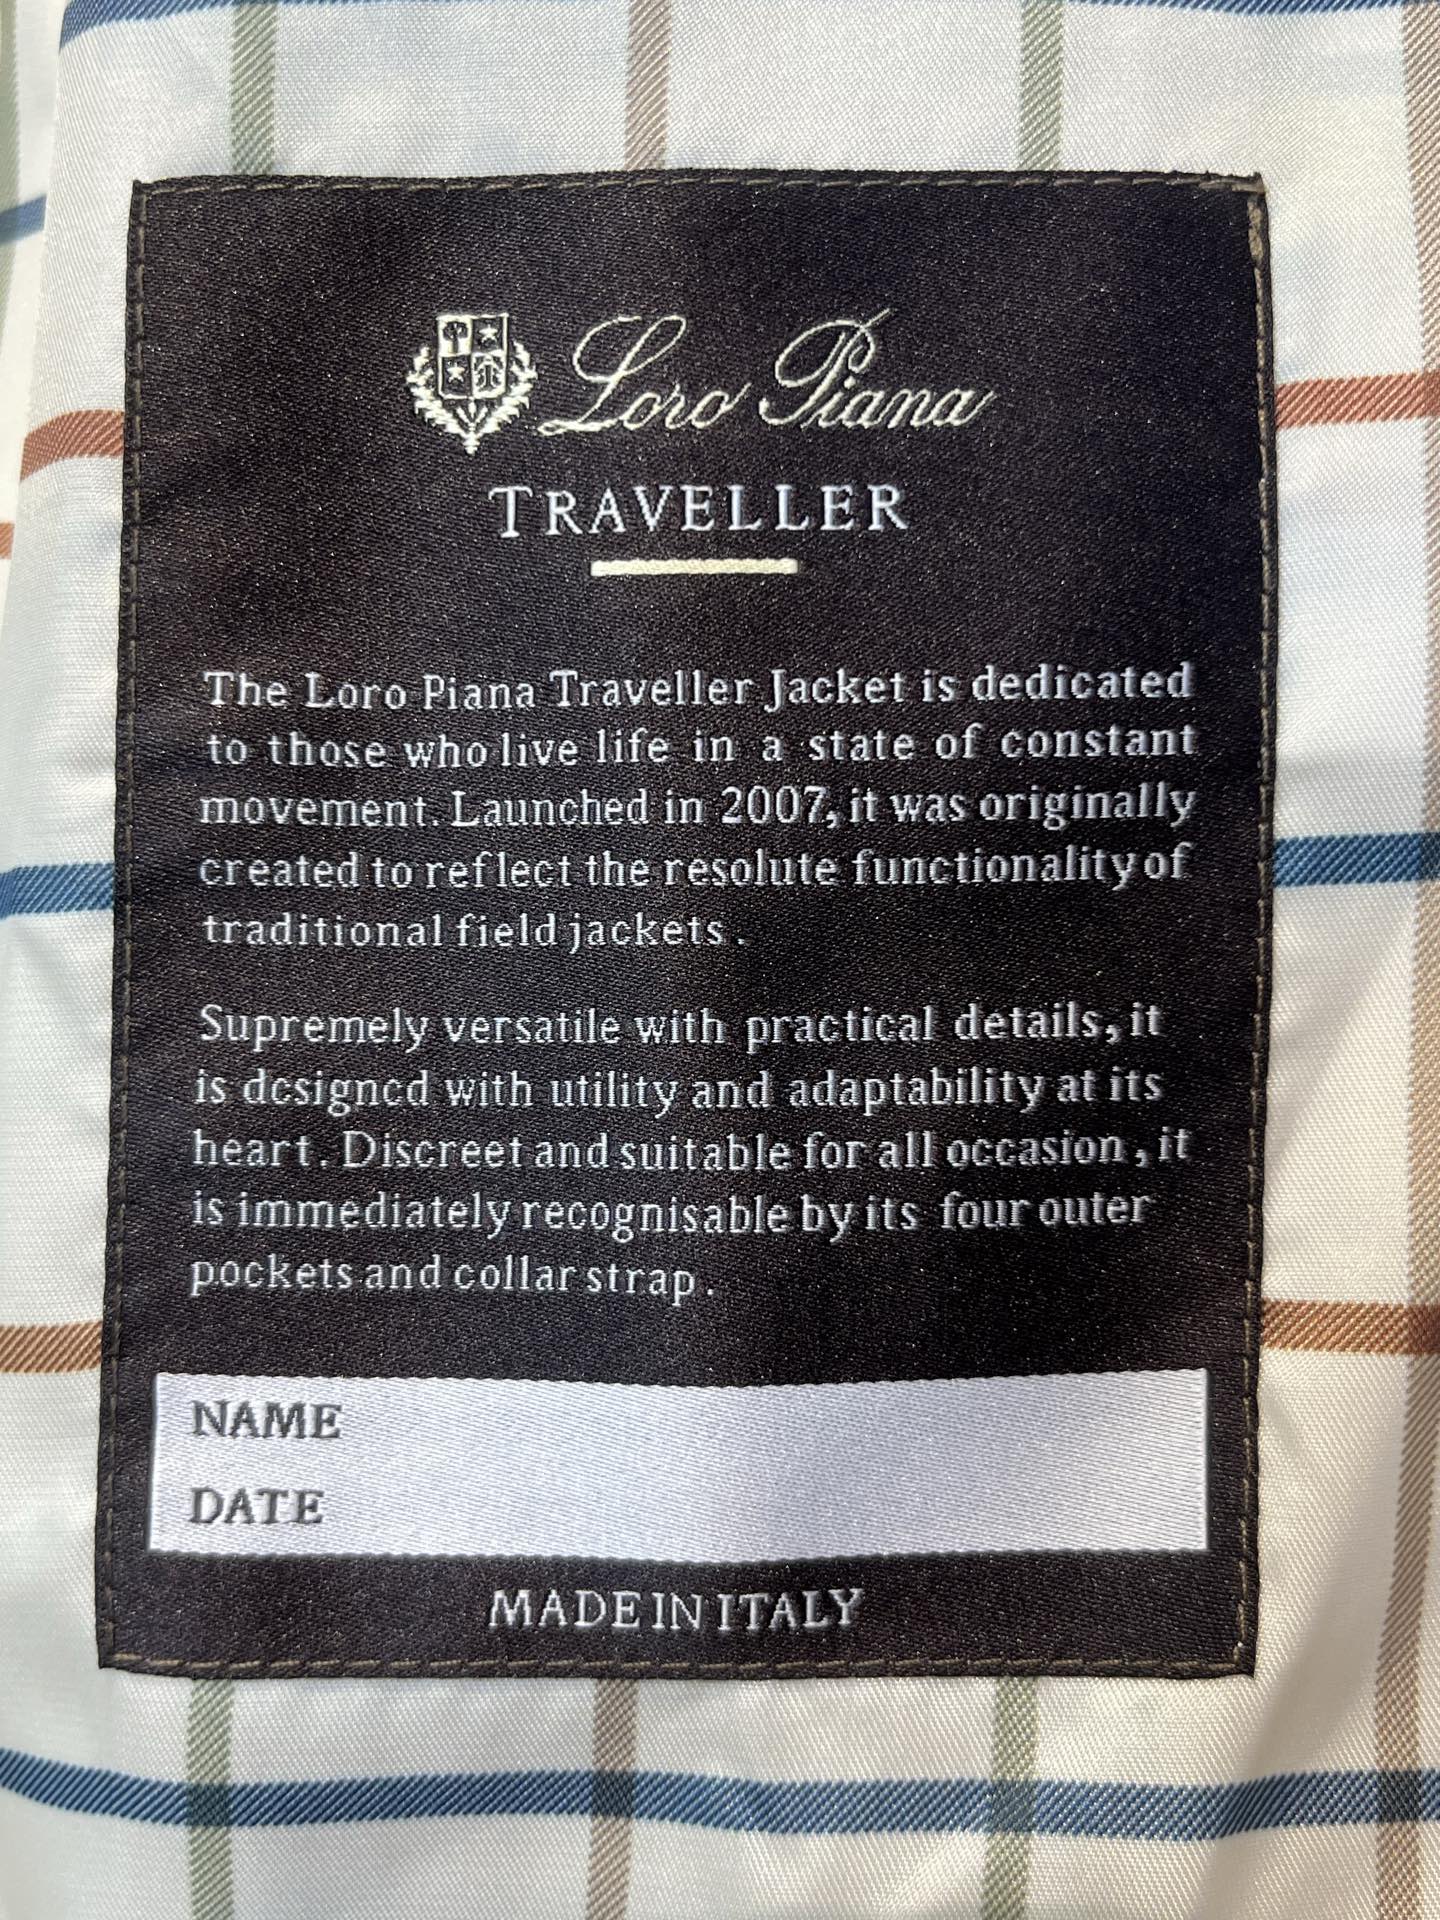 Loro Piana
TRAVELLER
The Loro Piana Traveller Jacket is dedicated
to those who live life in a state of constant
movement. Launched in 2007, it was originally
created to reflect the resolute functionality of
traditional field jackets.
Supremely versatile with practical details, it
is designed with utility and adaptability at its
heart. Discreet and suitable for all occasion, it
is immediately recognisable by its four outer
pockets and collar strap.
NAME
DATE
MADE IN ITALY